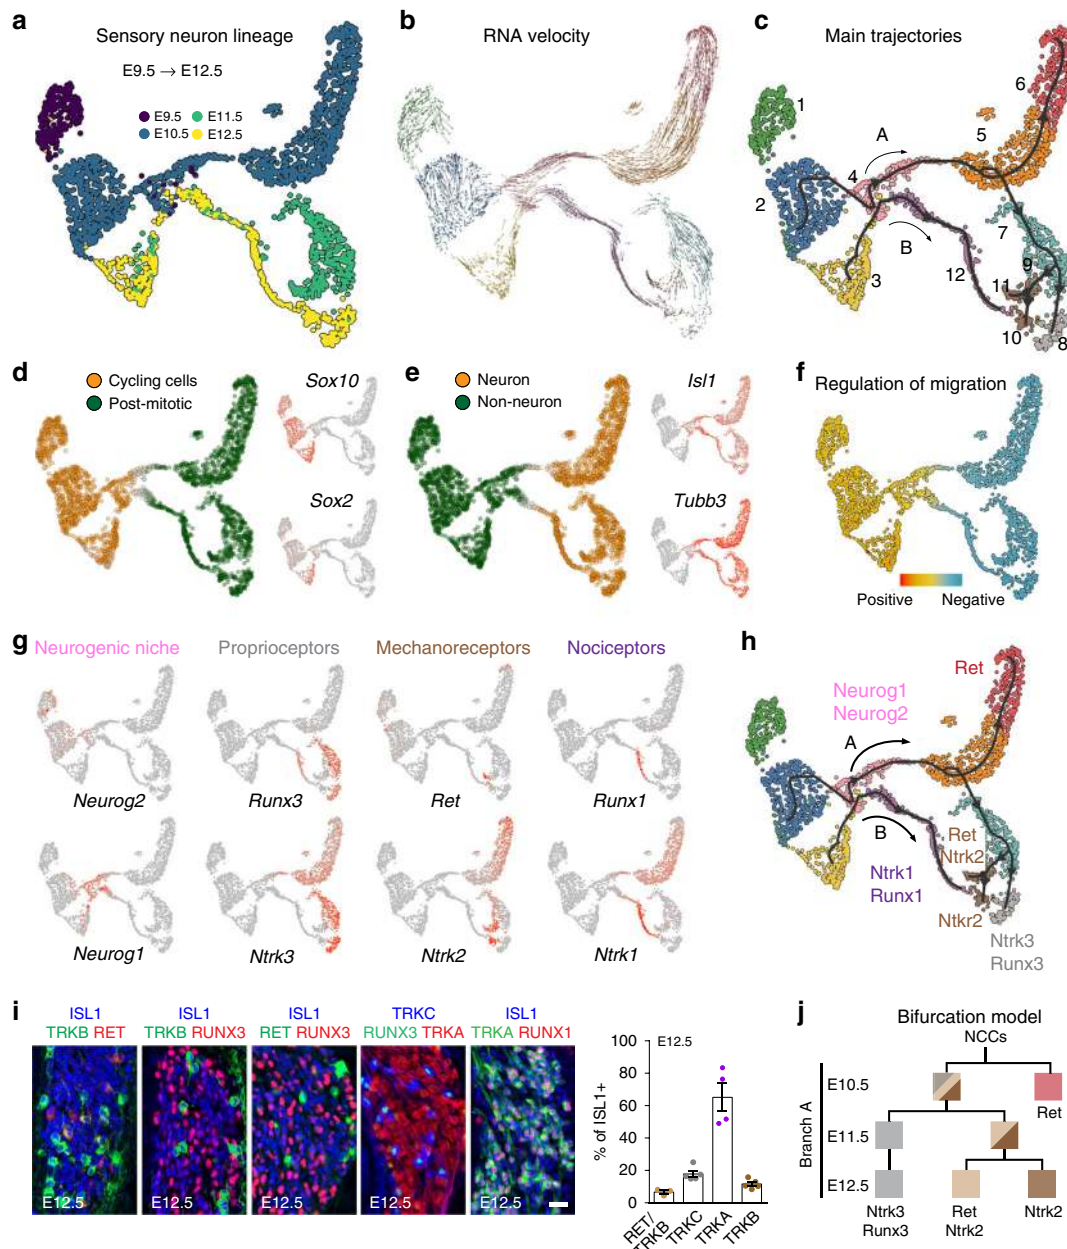 a
Sensory neuron lineage
E9.5 → E12.5
E9.5
E11.5
E10.5
E12.5
b
RNA velocity
c
Main trajectories
1
2
3
4
5
6
7
8
9
10
11
12
A
B
d
Cycling cells
Post-mitotic
Sox10
Sox2
e
Neuron
Non-neuron
Isl1
Tubb3
f
Regulation of migration
Positive
Negative
g
Neurogenic niche
Proprioceptors
Mechanoreceptors
Nociceptors
Neurog2
Runx3
Ret
Runx1
Neurog1
Ntrk3
Ntrk2
Ntrk1
h
Ret
Neurog1
Neurog2
A
B
Ret
Ntrk2
Ntrk1
Runx1
Ntkr2
Ntrk3
Runx3
i
ISL1
TRKB RET
ISL1
TRKB RUNX3
ISL1
RET RUNX3
TRKC
RUNX3 TRKA
ISL1
TRKA RUNX1
E12.5
E12.5
E12.5
E12.5
E12.5
E12.5
% of ISL1+
100
80
60
40
20
0
RET/
TRKB
TRKC
TRKA
TRKB
j
Bifurcation model
NCCs
Branch A
E10.5
Ret
E11.5
E12.5
Ntrk3
Runx3
Ret
Ntrk2
Ntrk2